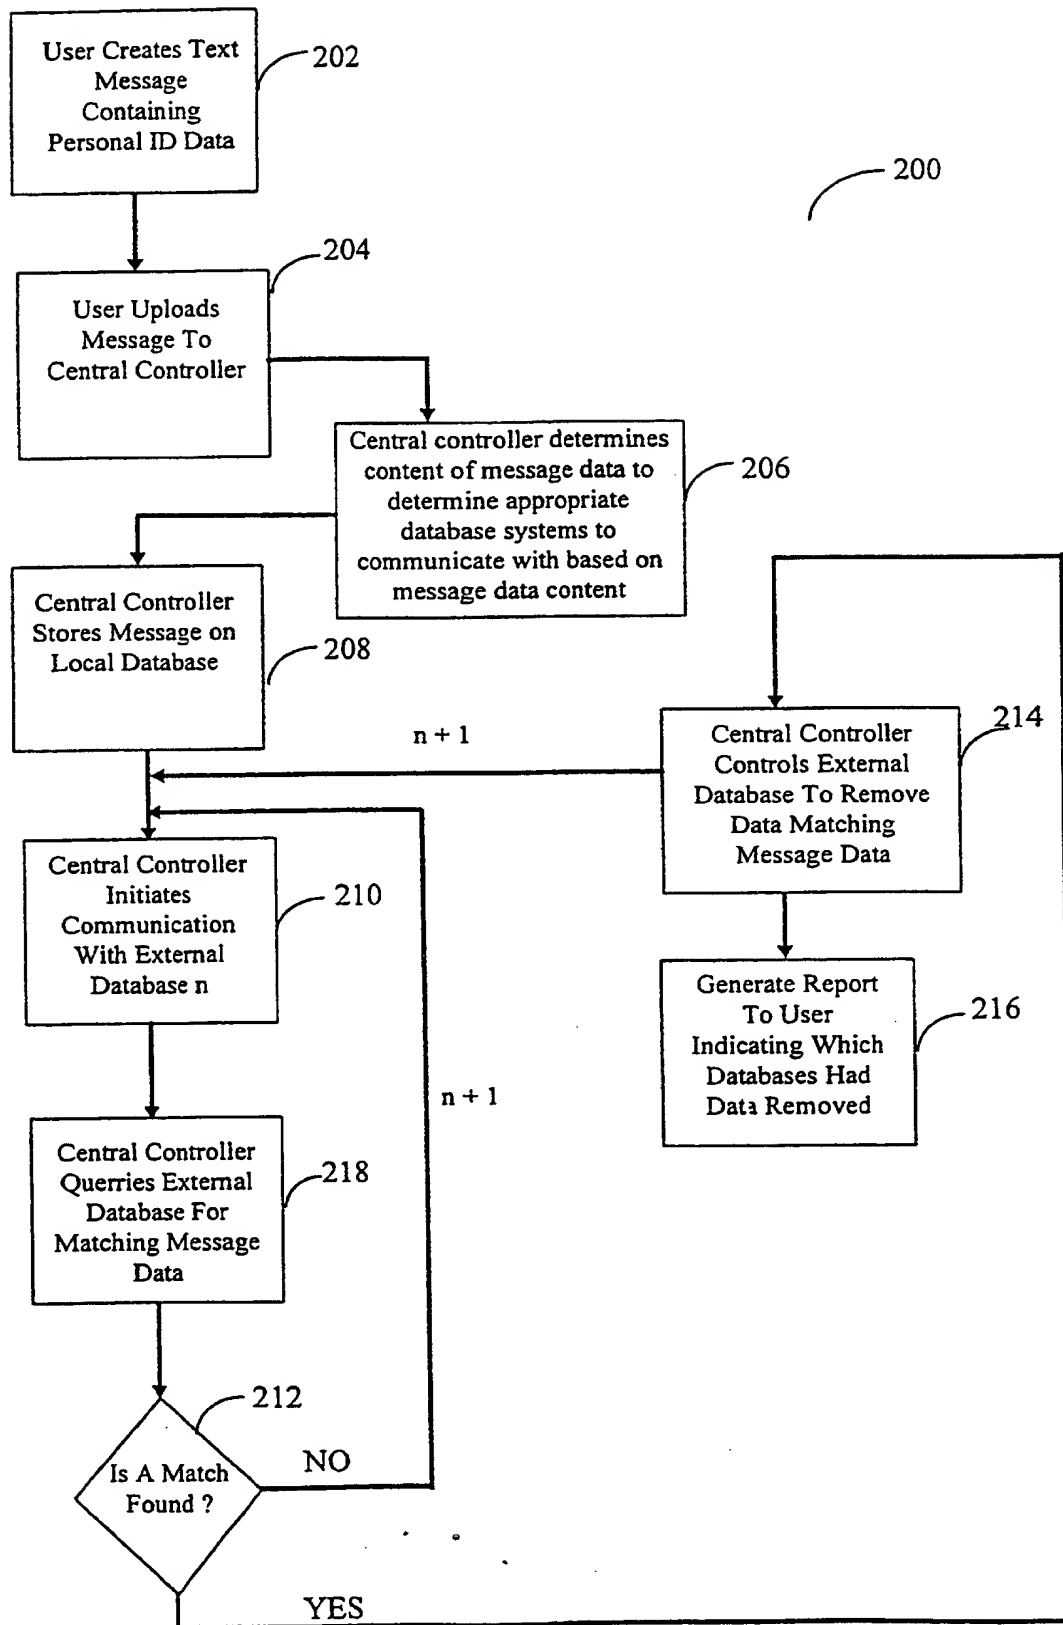 User Creates Text
Message
Containing
Personal ID Data
202
200
204
User Uploads
Message To
Central Controller
Central controller determines
content of message data to
determine appropriate
database systems to
communicate with based on
message data content
206
Central Controller
Stores Message on
Local Database
208
n + 1
Central Controller
Controls External
Database To Remove
Data Matching
Message Data
214
Central Controller
Initiates
Communication
With External
Database n
210
Generate Report
To User
Indicating Which
Databases Had
Data Removed
216
n + 1
Central Controller
Querries External
Database For
Matching Message
Data
218
212
Is A Match
Found ?
NO
YES